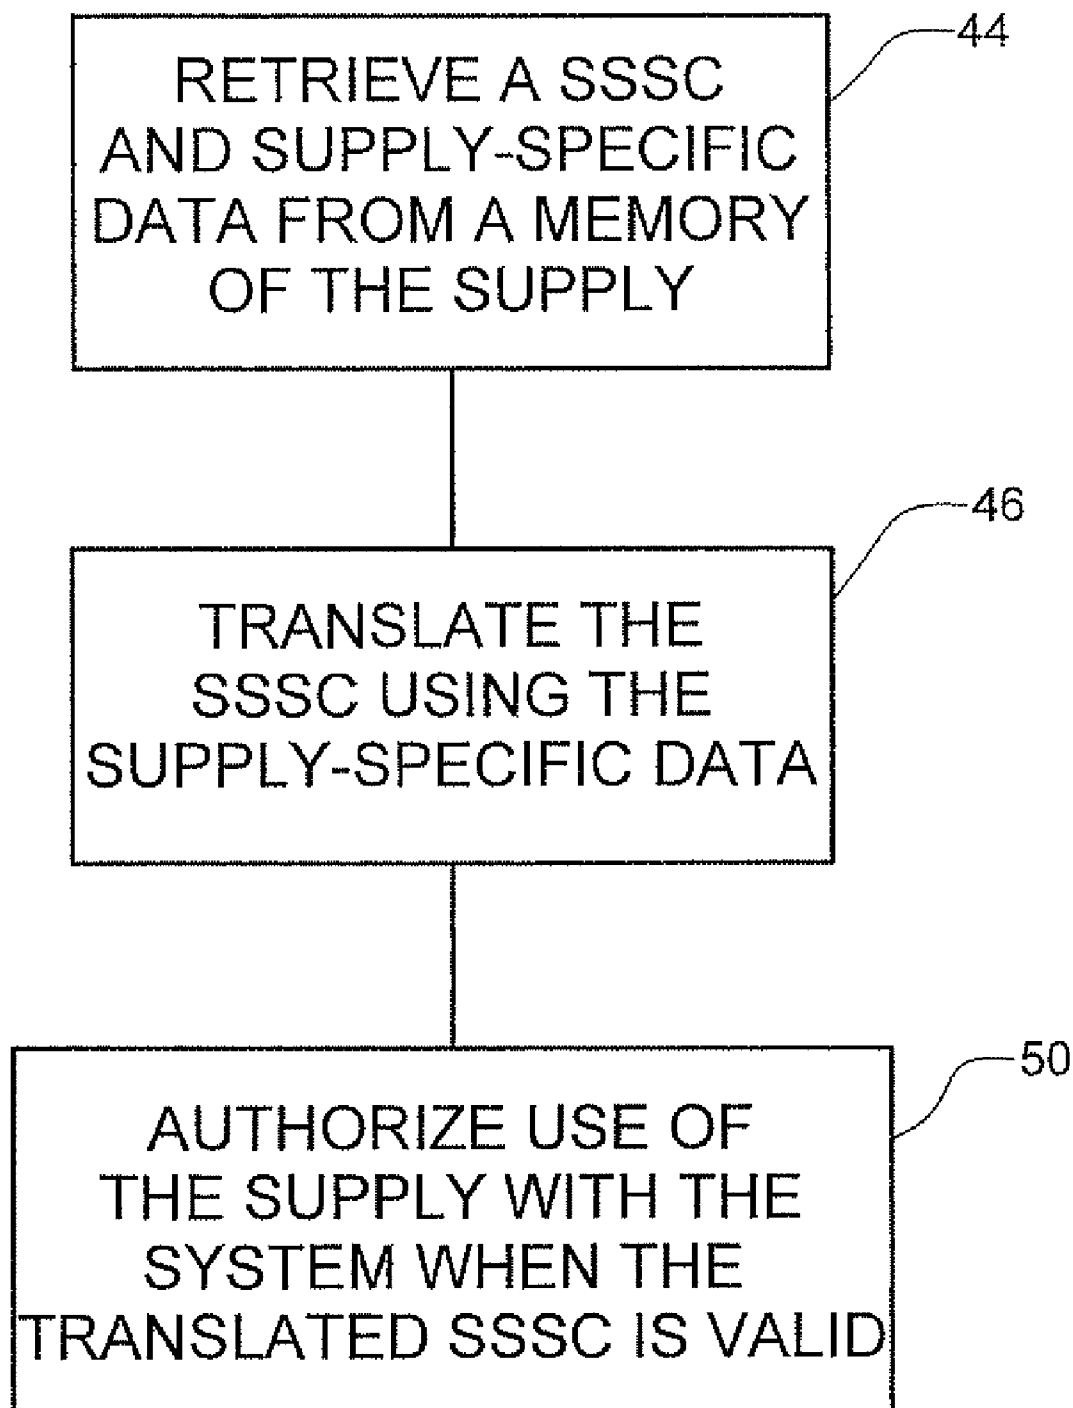 44
RETRIEVE A SSSC
AND SUPPLY-SPECIFIC
DATA FROM A MEMORY
OF THE SUPPLY
46
TRANSLATE THE
SSSC USING THE
SUPPLY-SPECIFIC DATA
50
AUTHORIZE USE OF
THE SUPPLY WITH THE
SYSTEM WHEN THE
TRANSLATED SSSC IS VALID